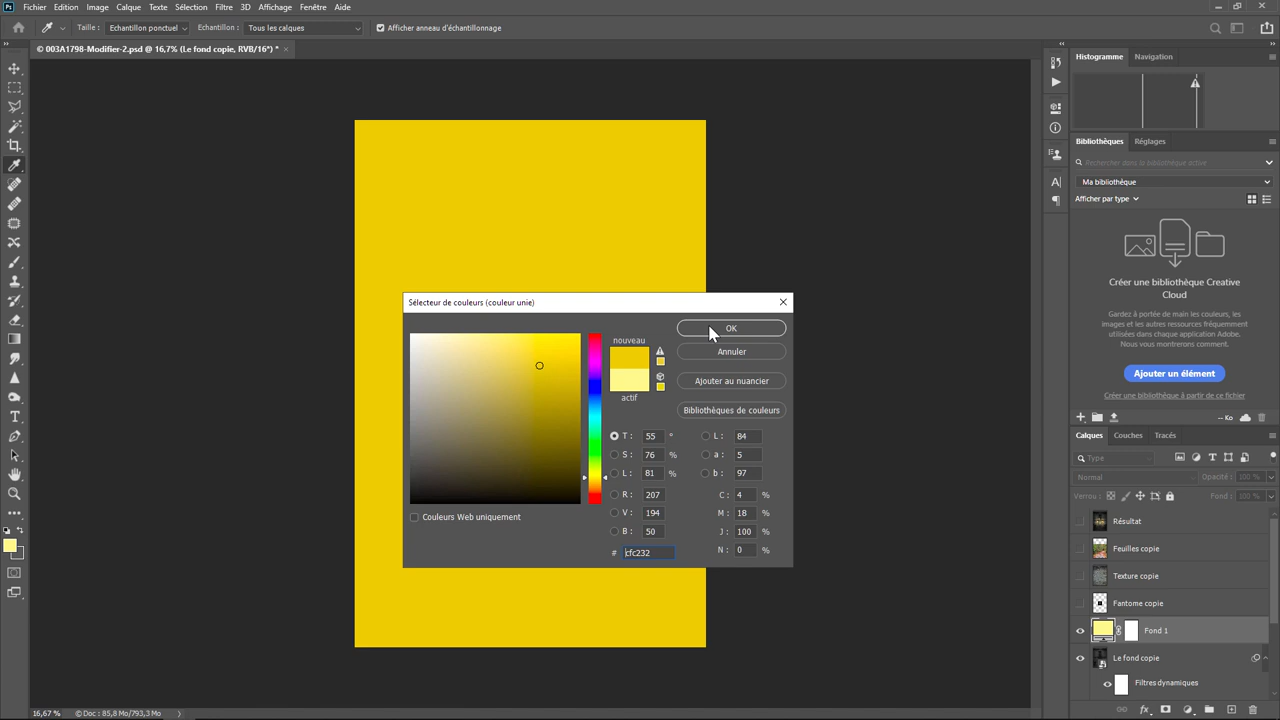 Ps Fichier Edition Image Calque Texte Sélection Filtre 3D Affichage Fenêtre Aide
Taille : Echantillon ponctuel Echantillon : Tous les calques Afficher anneau d'échantillonnage
© 003A1798-Modifier-2.psd @ 16,7% (Le fond copie, RVB/16*) * ×
Histogramme Navigation
Bibliothèques Réglages
Rechercher dans la bibliothèque active
Ma bibliothèque
Afficher par type
Créer une bibliothèque Creative
Cloud
Gardez à portée de main les couleurs, les
images et les autres ressources fréquemment
utilisées dans chaque application Adobe.
Vous nous remercierez.
Ajouter un élément
Créer une bibliothèque à partir de ce fichier
-- Ko
Calques Couches Tracés
Type
Normal Opacité : 100 %
Verrou : Fond : 100 %
Résultat
Feuilles copie
Texture copie
Fantome copie
Fond 1
Le fond copie
Filtres dynamiques
Sélecteur de couleurs (couleur unie)
nouveau
actif
OK
Annuler
Ajouter au nuancier
Bibliothèques de couleurs
T : 55 ° L : 84
S : 76 % a : 5
L : 81 % b : 97
R : 207 C : 4 %
V : 194 M : 18 %
B : 50 J : 100 %
# cfc232 N : 0 %
Couleurs Web uniquement
16,67 % Doc : 85,8 Mo/793,3 Mo